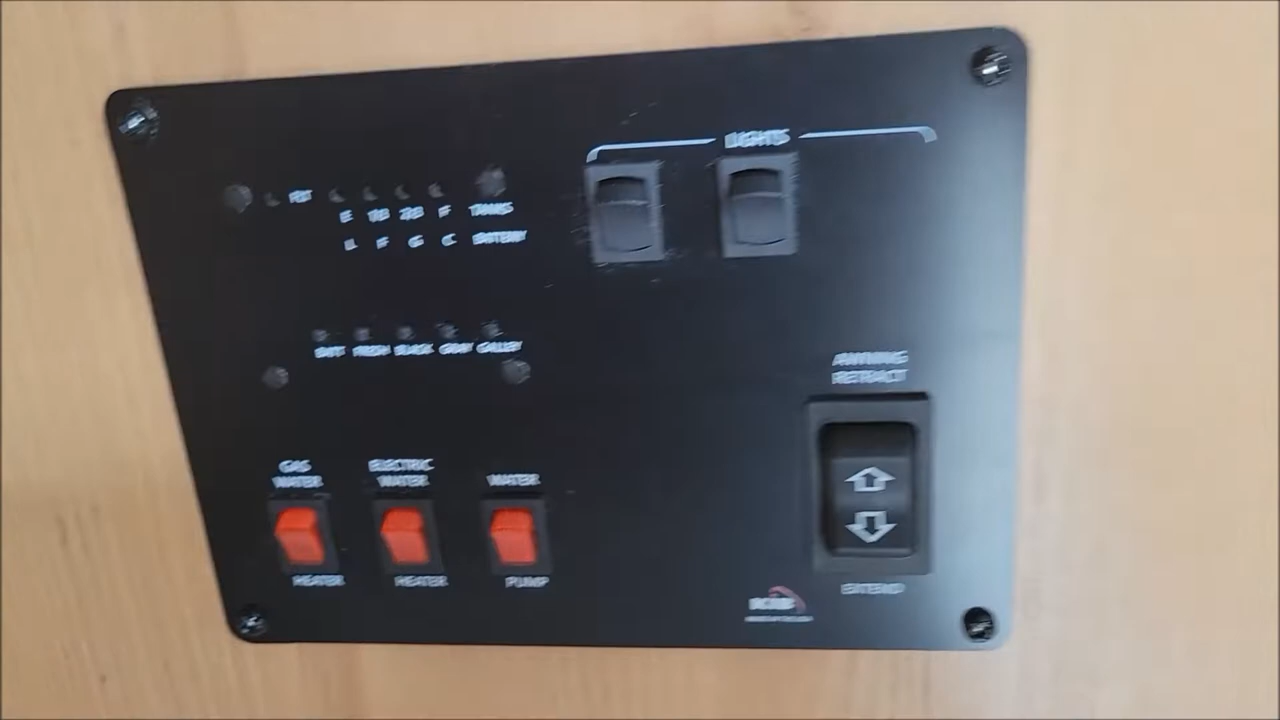 LIGHTS
E 1/3 2/3 F TANKS
L F G C BATTERY
BATT FRESH BLACK GRAY GALLEY
AWNING
RETRACT
GAS
WATER
HEATER
ELECTRIC
WATER
HEATER
WATER
PUMP
EXTEND